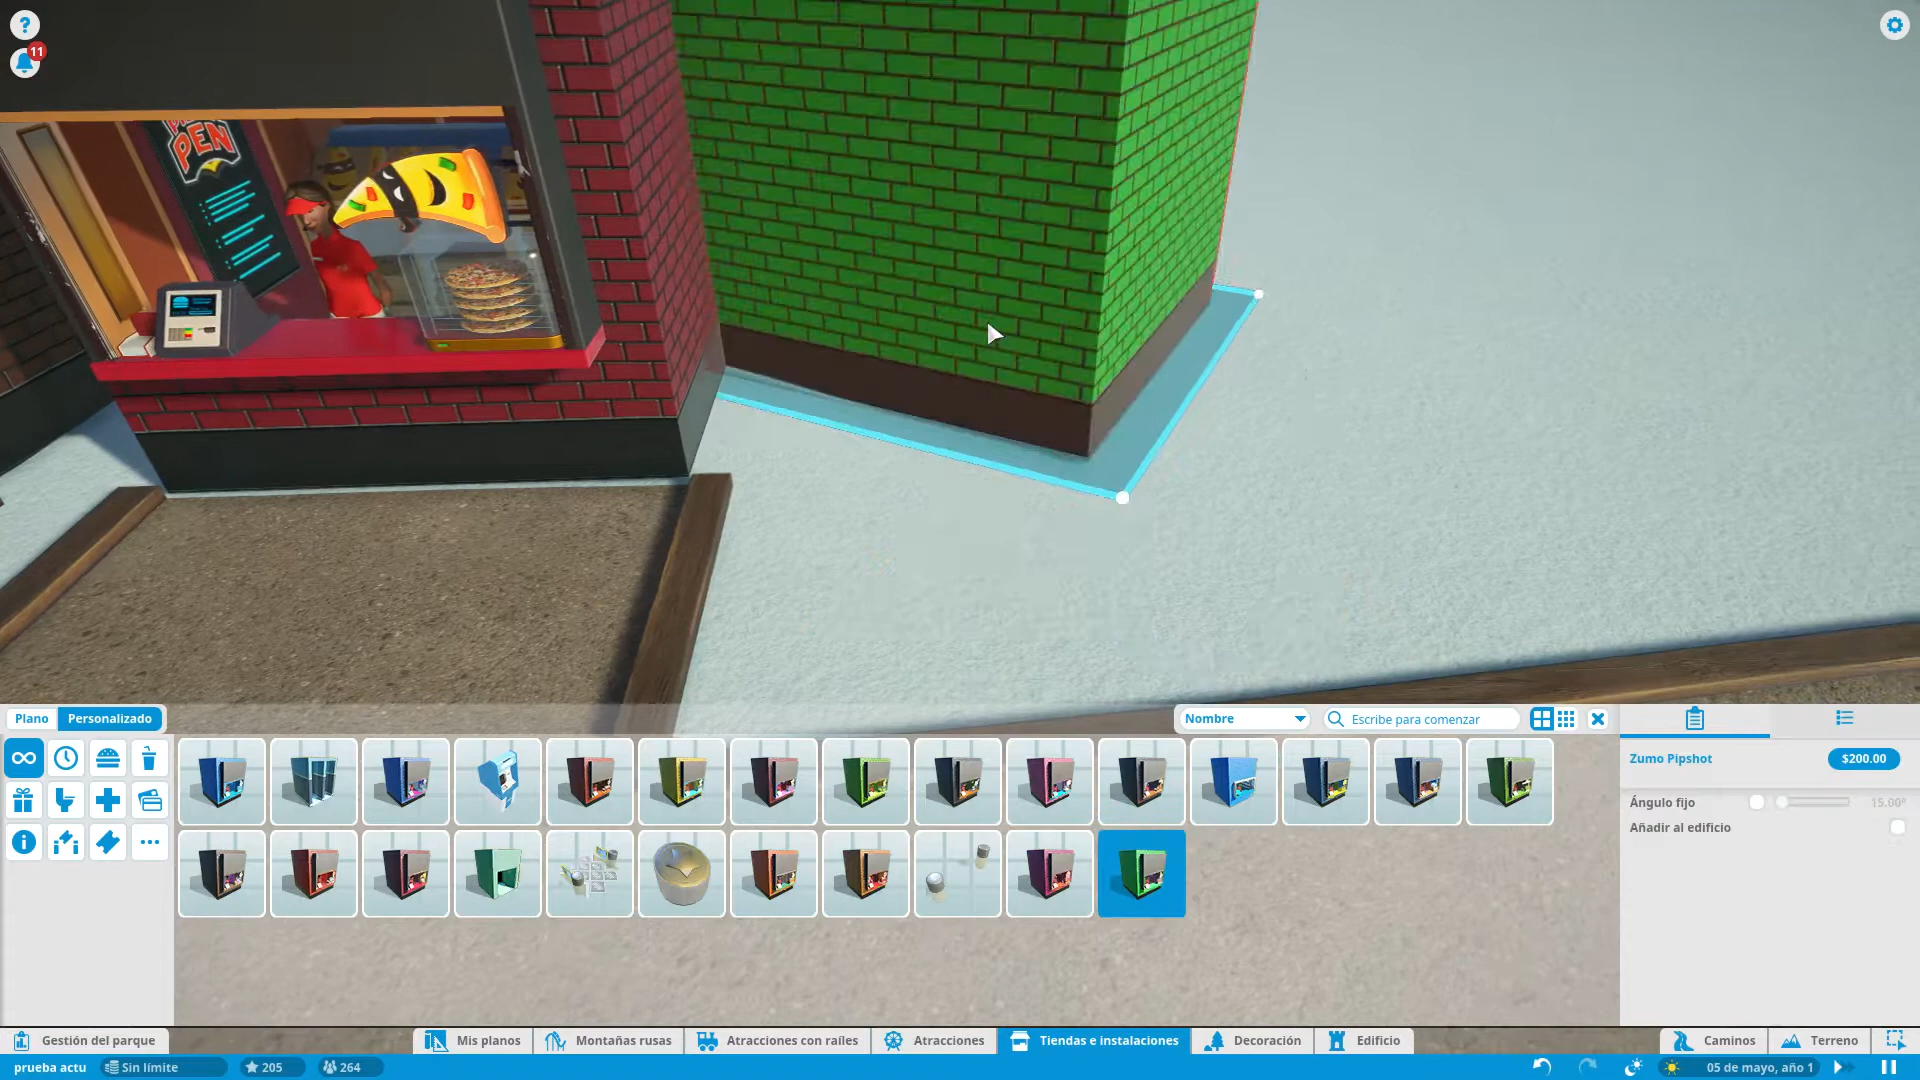 ?
11
PEN
Plano
Personalizado
Nombre
Escribe para comenzar
Zumo Pipshot
$200.00
Ángulo fijo
15.00°
Añadir al edificio
Gestión del parque
Mis planos
Montañas rusas
Atracciones con raíles
Atracciones
Tiendas e instalaciones
Decoración
Edificio
Caminos
Terreno
prueba actu
Sin límite
205
264
05 de mayo, año 1